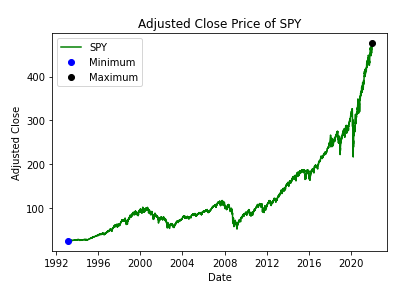 Adjusted Close Price of SPY
SPY
Minimum
Maximum
Adjusted Close
400
300
200
100
1992 1996 2000 2004 2008 2012 2016 2020
Date